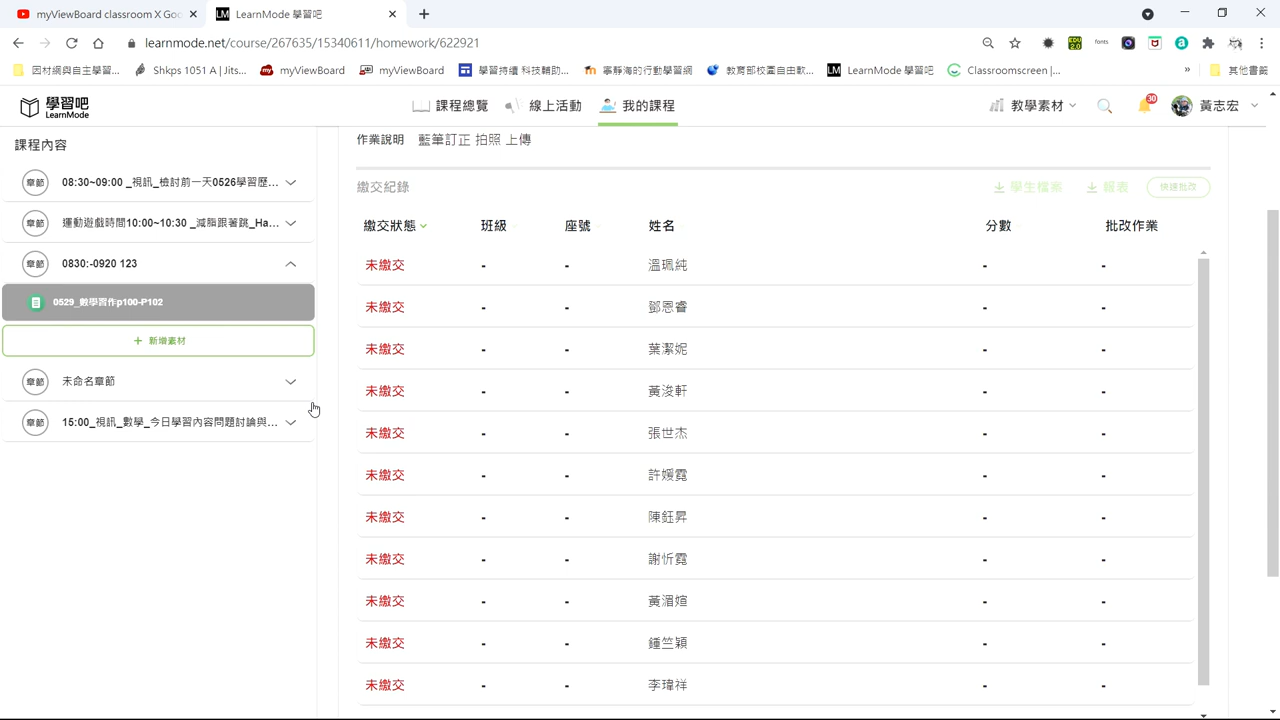 myViewBoard classroom X Goo
LM LearnMode 學習吧
learnmode.net/course/267635/15340611/homework/622921
因材網與自主學習...
Shkps 1051 A | Jits...
myViewBoard
myViewBoard
學習持續 科技輔助...
寧靜海的行動學習網
教育部校園自由軟...
LM LearnMode 學習吧
Classroomscreen |...
»
其他書籤
學習吧
LearnMode
課程總覽
線上活動
我的課程
教學素材
30
黃志宏
課程內容
章節 08:30~09:00 _視訊_檢討前一天0526學習歷...
章節 運動遊戲時間10:00~10:30 _減脂跟著跳_Ha...
章節 0830:-0920 123
0529_數學習作p100-P102
+ 新增素材
章節 未命名章節
章節 15:00_視訊_數學_今日學習內容問題討論與...
作業說明 藍筆訂正 拍照 上傳
繳交紀錄 學生檔案 報表 快速批改
繳交狀態 班級 座號 姓名 分數 批改作業
未繳交 - - 溫珮純 - -
未繳交 - - 鄧恩睿 - -
未繳交 - - 葉潔妮 - -
未繳交 - - 黃浚軒 - -
未繳交 - - 張世杰 - -
未繳交 - - 許媛霓 - -
未繳交 - - 陳鈺昇 - -
未繳交 - - 謝忻霓 - -
未繳交 - - 黃湄媗 - -
未繳交 - - 鍾竺穎 - -
未繳交 - - 李瑋祥 - -